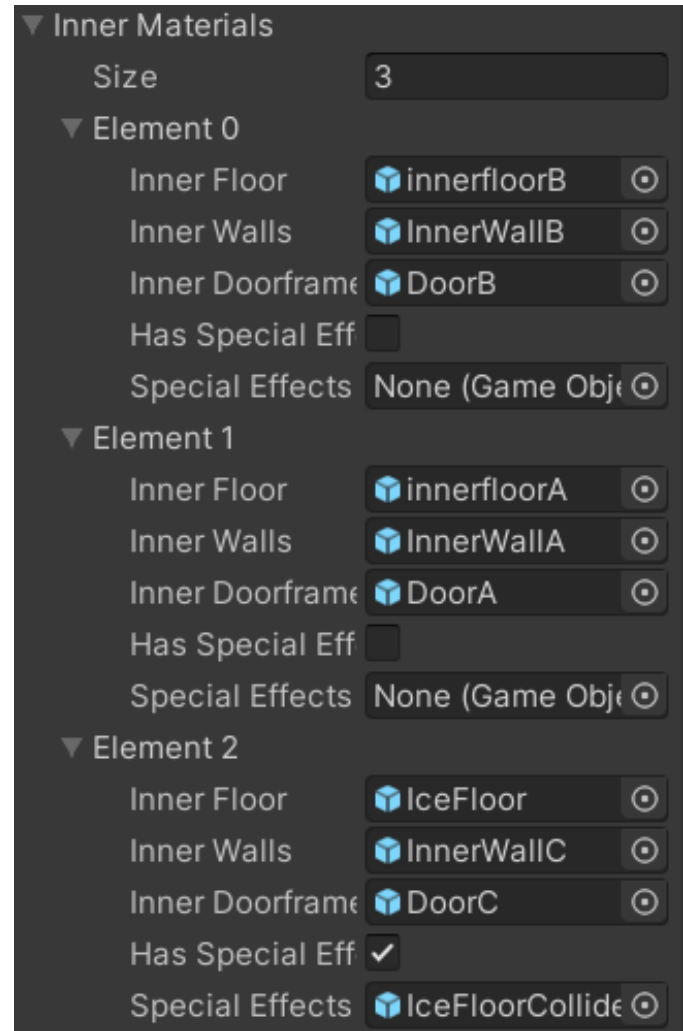 Inner Materials
Size 3
Element 0
Inner Floor innerfloorB
Inner Walls InnerWallB
Inner Doorframe DoorB
Has Special Eff
Special Effects None (Game Obje
Element 1
Inner Floor innerfloorA
Inner Walls InnerWallA
Inner Doorframe DoorA
Has Special Eff
Special Effects None (Game Obje
Element 2
Inner Floor IceFloor
Inner Walls InnerWallC
Inner Doorframe DoorC
Has Special Eff
Special Effects IceFloorCollide